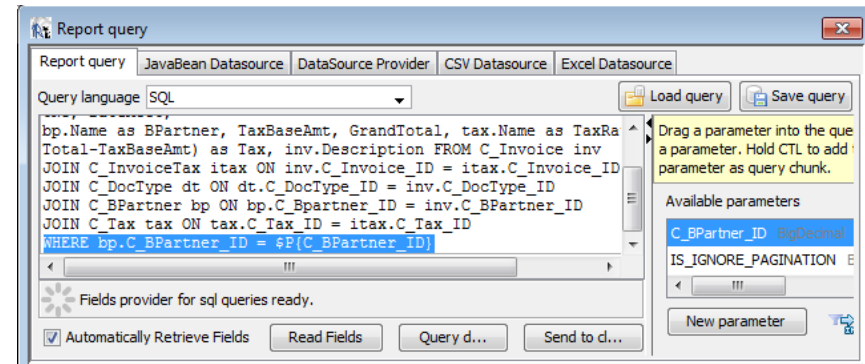 Report query
Report query JavaBean Datasource DataSource Provider CSV Datasource Excel Datasource
Query language SQL
Load query Save query
bp.Name as BPartner, TaxBaseAmt, GrandTotal, tax.Name as TaxRa
Total-TaxBaseAmt) as Tax, inv.Description FROM C_Invoice inv
JOIN C_InvoiceTax itax ON inv.C_Invoice_ID = itax.C_Invoice_ID
JOIN C_DocType dt ON dt.C_DocType_ID = inv.C_DocType_ID
JOIN C_BPartner bp ON bp.C_Bpartner_ID = inv.C_BPartner_ID
JOIN C_Tax tax ON tax.C_Tax_ID = itax.C_Tax_ID
WHERE bp.C_BPartner_ID = $P{C_BPartner_ID}
Drag a parameter into the que
a parameter. Hold CTL to add
parameter as query chunk.
Available parameters
C_BPartner_ID BigDecimal
IS_IGNORE_PAGINATION
New parameter
Fields provider for sql queries ready.
Automatically Retrieve Fields Read Fields Query d... Send to cl...